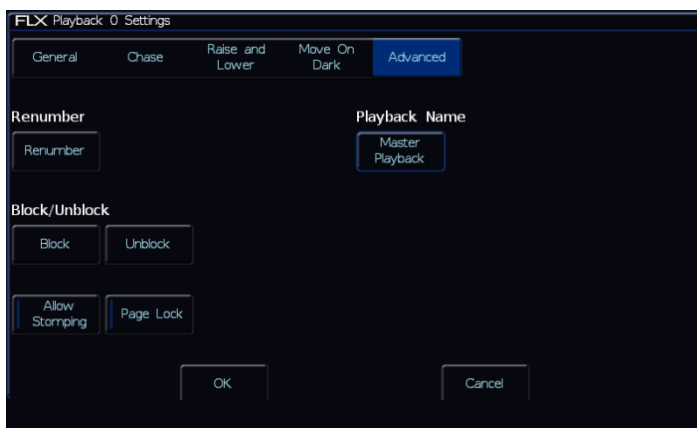 FLX Playback 0 Settings
General
Chase
Raise and
Lower
Move On
Dark
Advanced
Renumber
Playback Name
Renumber
Master
Playback
Block/Unblock
Block
Unblock
Allow
Stomping
Page Lock
OK
Cancel